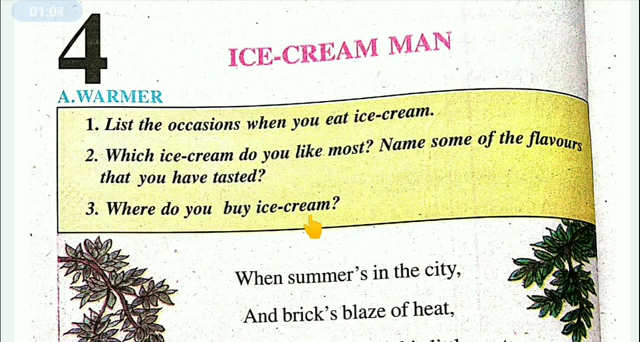 01:04
4
ICE-CREAM MAN
A.WARMER
1. List the occasions when you eat ice-cream.
2. Which ice-cream do you like most? Name some of the flavours
that you have tasted?
3. Where do you buy ice-cream?
When summer's in the city,
And brick's blaze of heat,